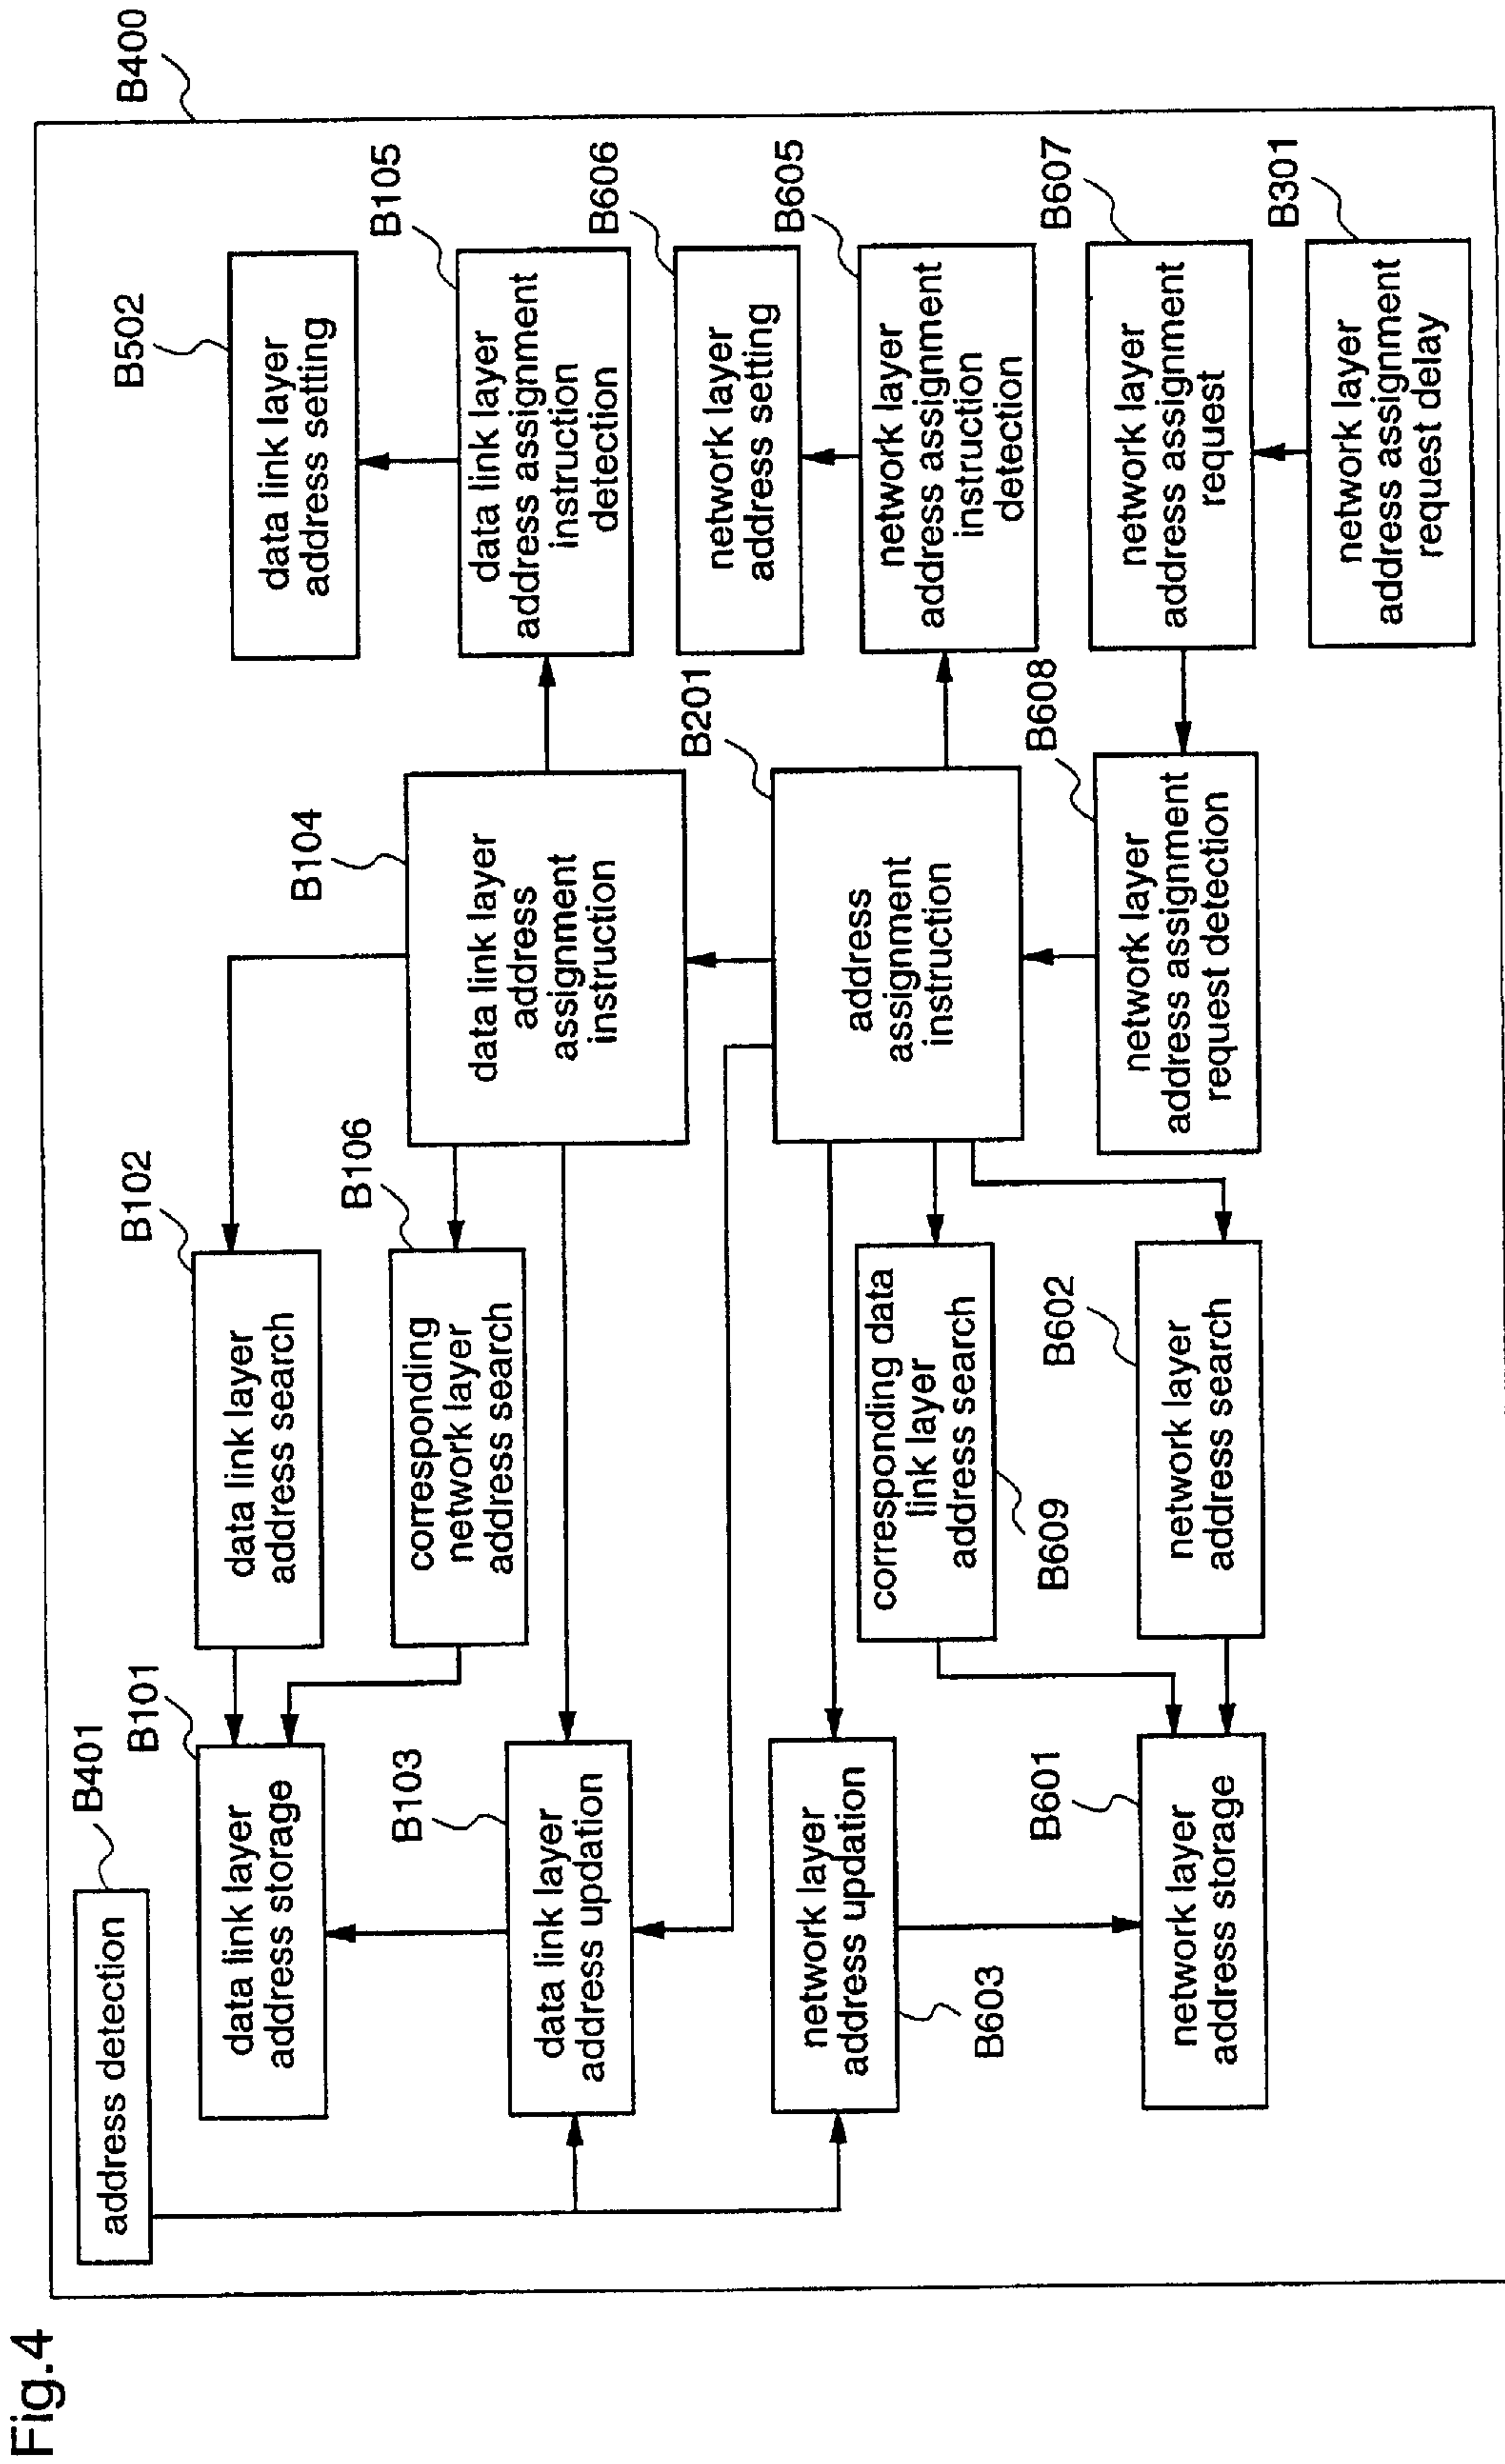 Fig.4
B400
address detection
B401
data link layer
address storage
B101
data link layer
address search
B102
data link layer
address setting
B502
corresponding
network layer
address search
B106
data link layer
address
assignment
instruction
B104
data link layer
address assignment
instruction
detection
B105
data link layer
address updation
B103
network layer
address setting
B606
network layer
address updation
B603
corresponding data
link layer
address search
B609
address
assignment
instruction
B201
network layer
address assignment
instruction
detection
B605
network layer
address storage
B601
network layer
address search
B602
network layer
address assignment
request detection
B608
network layer
address assignment
request
B607
network layer
address assignment
request delay
B301